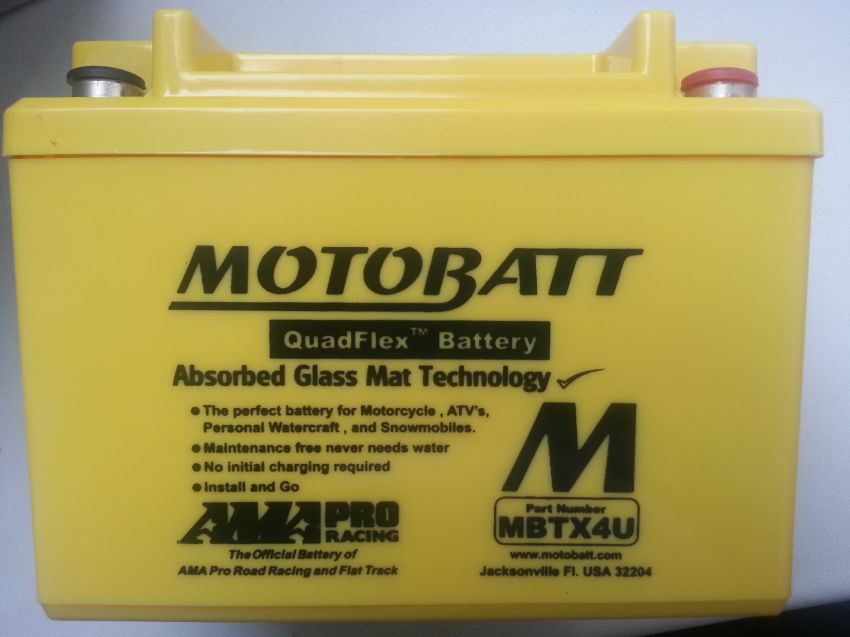 MOTOBATT
QuadFlex™ Battery
Absorbed Glass Mat Technology
The perfect battery for Motorcycle , ATV's,
Personal Watercraft , and Snowmobiles.
Maintenance free never needs water
No initial charging required
Install and Go
M
AMA PRO
RACING
The Official Battery of
AMA Pro Road Racing and Flat Track
Part Number
MBTX4U
www.motobatt.com
Jacksonville Fl. USA 32204